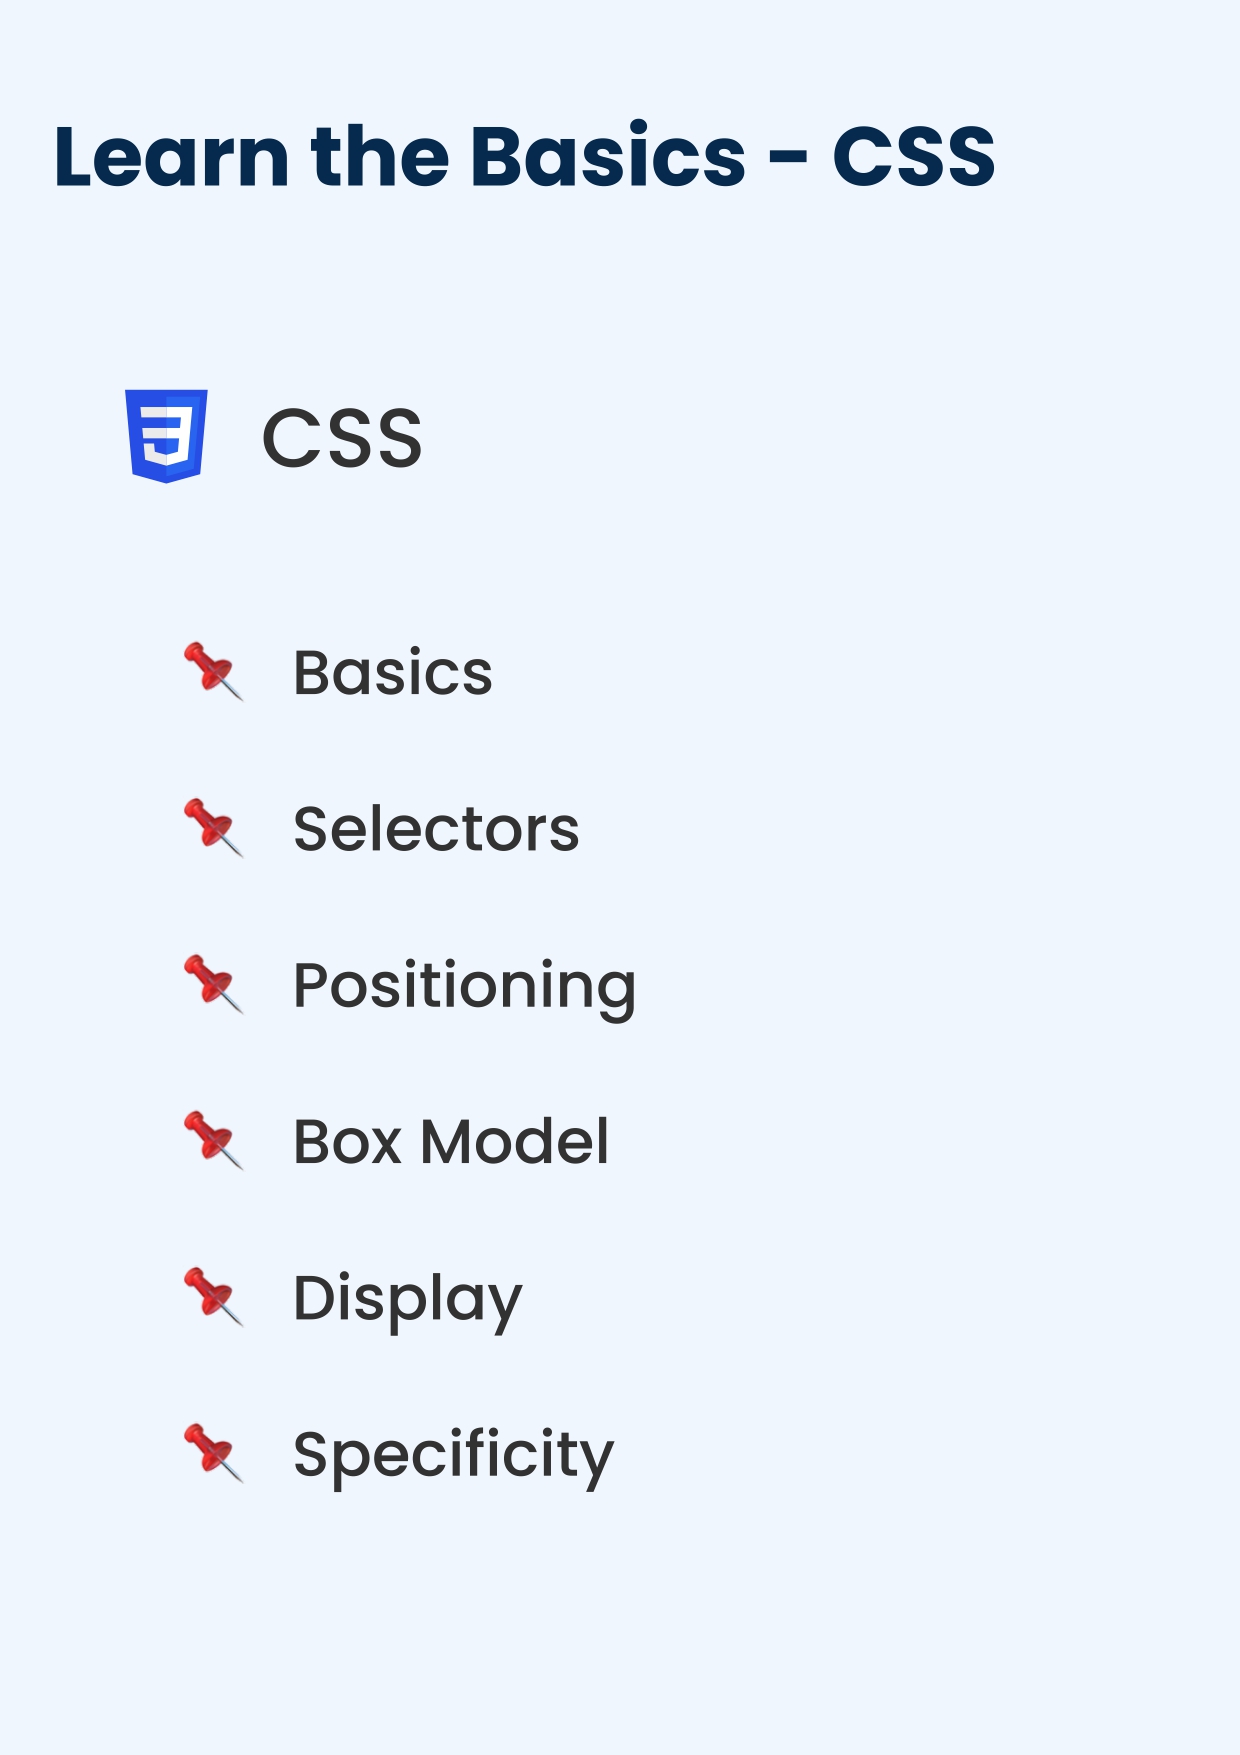 Learn the Basics - CSS
CSS
Basics
Selectors
Positioning
Box Model
Display
Specificity